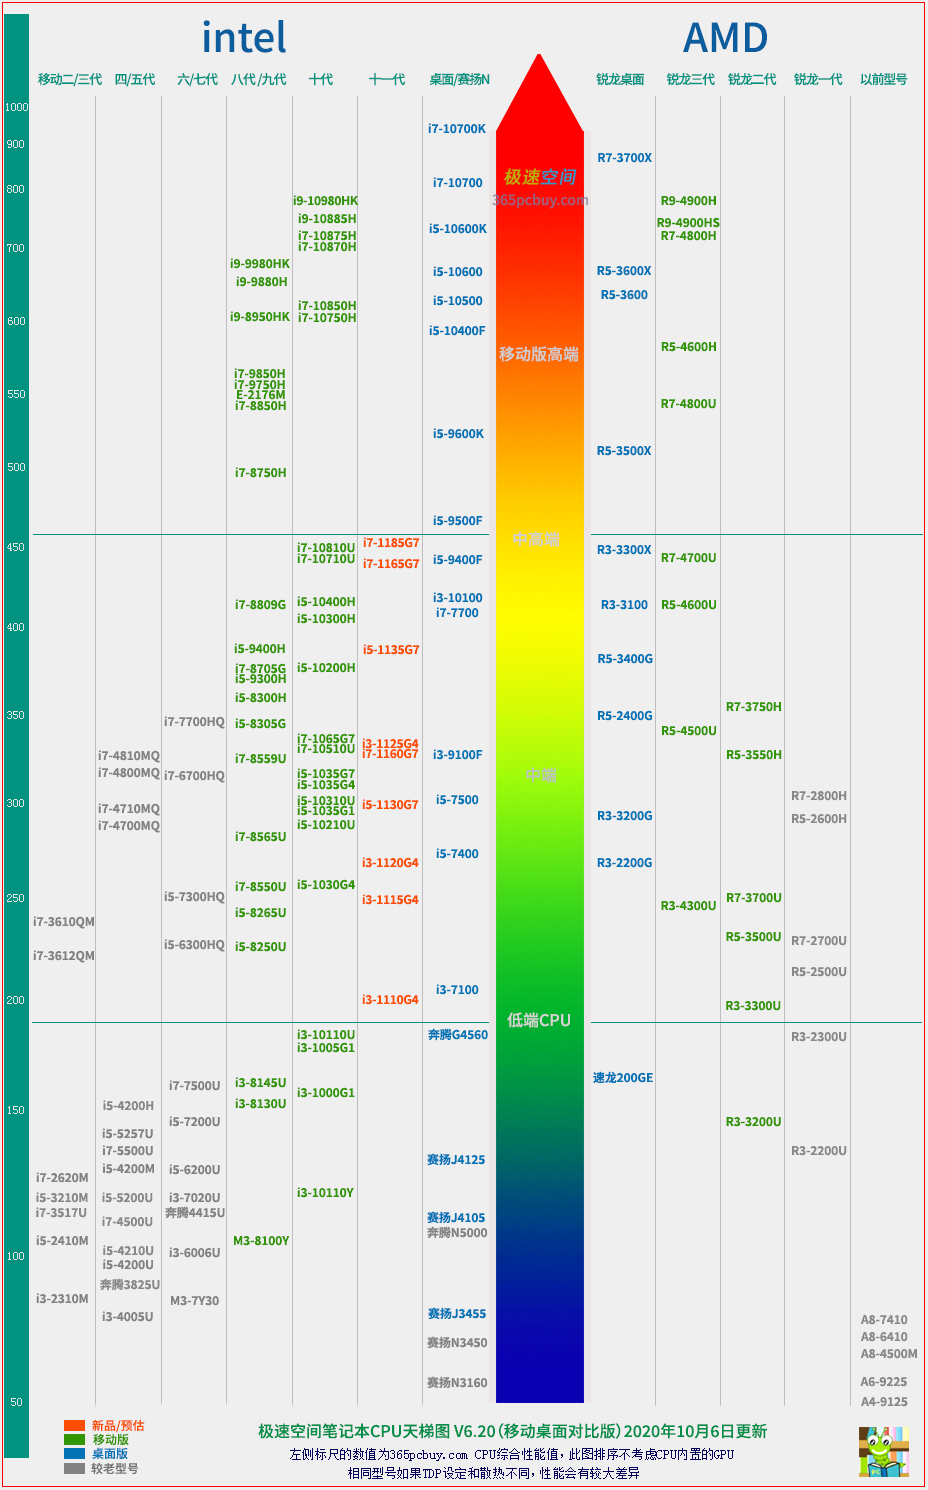 intel AMD
移动二/三代 四/五代 六/七代 八代/九代 十代 十一代 桌面/赛扬N 锐龙桌面 锐龙三代 锐龙二代 锐龙一代 以前型号
1000
i7-10700K
900
R7-3700X
极速空间
i7-10700
800
365pcbuy.com
i9-10980HK R9-4900H
i9-10885H
R9-4900HS
i5-10600K
i7-10875H R7-4800H
i7-10870H
700
i9-9980HK
i5-10600 R5-3600X
i9-9880H
R5-3600
i5-10500
i7-10850H
i9-8950HK i7-10750H
600
i5-10400F
R5-4600H
移动版高端
i7-9850H
i7-9750H
E-2176M
550
i7-8850H R7-4800U
i5-9600K
R5-3500X
500
i7-8750H
i5-9500F
中高端
i7-1185G7
450
i7-10810U R3-3300X
i7-10710U i5-9400F R7-4700U
i7-1165G7
i3-10100
i5-10400H
i7-8809G R3-3100 R5-4600U
i7-7700
i5-10300H
400
i5-9400H i5-1135G7
R5-3400G
i7-8705G i5-10200H
i5-9300H
i5-8300H
R7-3750H
350
R5-2400G
i7-7700HQ i5-8305G
R5-4500U
i7-1065G7
i3-1125G4
i7-10510U
i7-4810MQ i7-8559U i7-1160G7 i3-9100F R5-3550H
i7-4800MQ i7-6700HQ i5-1035G7 中端
i5-1035G4
R7-2800H
300
i5-10310U i5-1130G7 i5-7500
i7-4710MQ i5-1035G1
R3-3200G R5-2600H
i7-4700MQ i5-10210U
i7-8565U
i5-7400
i3-1120G4 R3-2200G
i7-8550U i5-1030G4
250
i5-7300HQ i3-1115G4 R7-3700U
R3-4300U
i5-8265U
i7-3610QM
R5-3500U
i5-6300HQ i5-8250U R7-2700U
i7-3612QM
R5-2500U
i3-7100
200
i3-1110G4 R3-3300U
低端CPU
i3-10110U 奔腾G4560 R3-2300U
i3-1005G1
速龙200GE
i7-7500U i3-8145U
i3-1000G1
i5-4200H i3-8130U
150
i5-7200U R3-3200U
i5-5257U
i7-5500U R3-2200U
赛扬J4125
i5-4200M i5-6200U
i7-2620M
i3-10110Y
i5-3210M i5-5200U i3-7020U
i7-3517U 奔腾4415U
赛扬J4105
i7-4500U
奔腾N5000
i5-2410M M3-8100Y
i5-4210U i3-6006U
100
i5-4200U
奔腾3825U
i3-2310M M3-7Y30
赛扬J3455
i3-4005U A8-7410
A8-6410
赛扬N3450
A8-4500M
赛扬N3160 A6-9225
50
A4-9125
新品/预估
移动版
桌面版
较老型号
极速空间笔记本CPU天梯图 V6.20(移动桌面对比版) 2020年10月6日更新
左侧标尺的数值为365pcbuy.com CPU综合性能值，此图排序不考虑CPU内置的GPU
相同型号如果TDP设定和散热不同，性能会有较大差异
PC